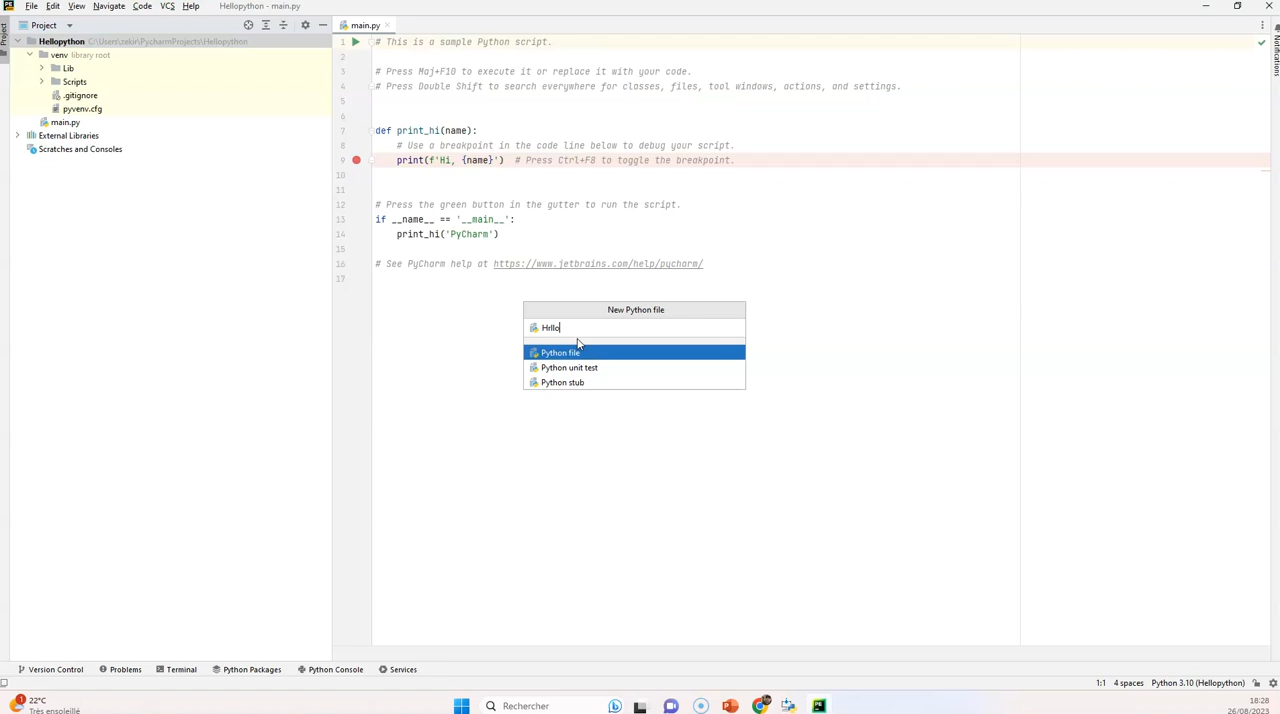 PE File Edit View Navigate Code VCS Help Hellopython - main.py
Project
main.py
Project
Notifications
Hellopython C:\Users\zekir\PycharmProjects\Hellopython
venv library root
Lib
Scripts
.gitignore
pyvenv.cfg
main.py
External Libraries
Scratches and Consoles
1 # This is a sample Python script.
2
3 # Press Maj+F10 to execute it or replace it with your code.
4 # Press Double Shift to search everywhere for classes, files, tool windows, actions, and settings.
5
6
7 def print_hi(name):
8 # Use a breakpoint in the code line below to debug your script.
9 print(f'Hi, {name}') # Press Ctrl+F8 to toggle the breakpoint.
10
11
12 # Press the green button in the gutter to run the script.
13 if __name__ == '__main__':
14 print_hi('PyCharm')
15
16 # See PyCharm help at https://www.jetbrains.com/help/pycharm/
17
New Python file
Hrllo
Python file
Python unit test
Python stub
Version Control Problems Terminal Python Packages Python Console Services
1:1 4 spaces Python 3.10 (Hellopython)
1
22°C
Très ensoleillé
Rechercher
18:28
26/08/2023